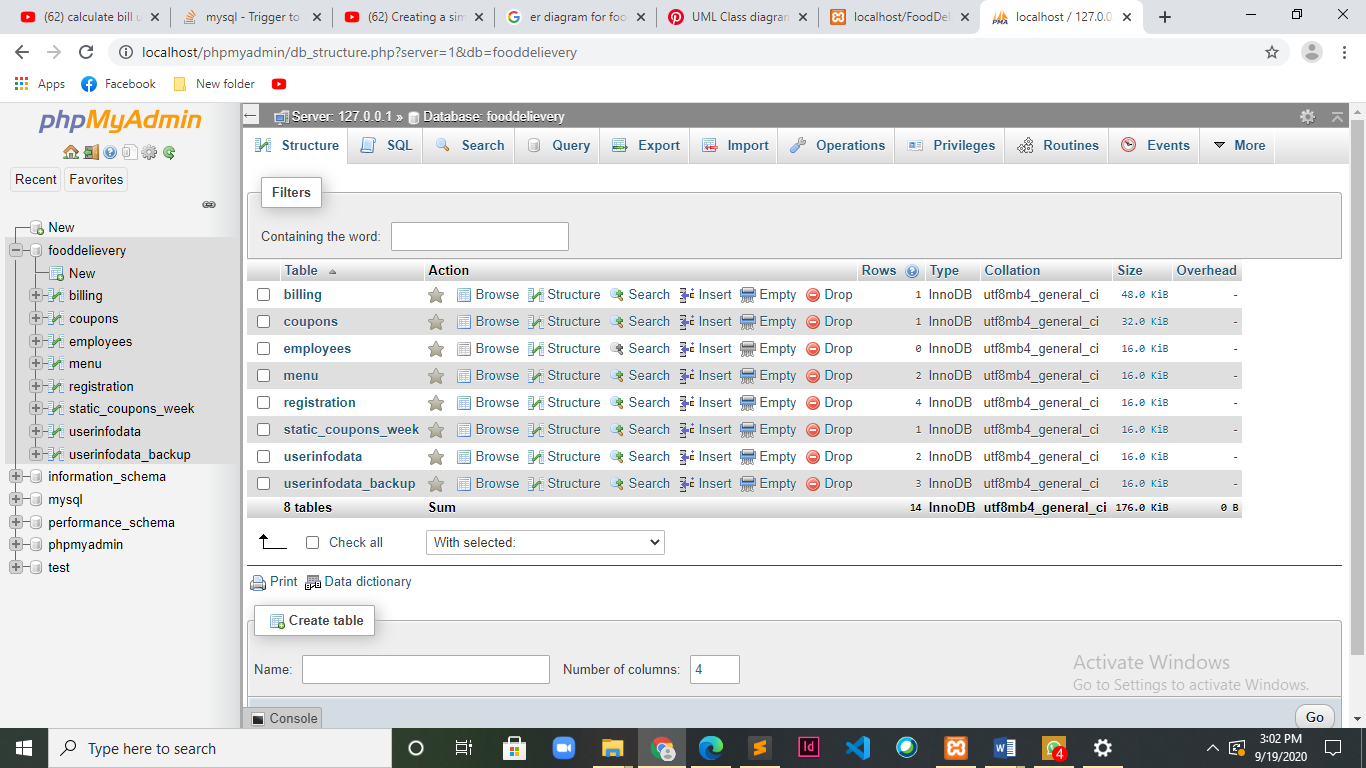 (62) calculate bill u
mysql - Trigger to
(62) Creating a sim
er diagram for foo
UML Class diagram
localhost/FoodDel
localhost / 127.0.0
localhost/phpmyadmin/db_structure.php?server=1&db=fooddelievery
Apps Facebook New folder
phpMyAdmin
Recent Favorites
New
fooddelievery
New
billing
coupons
employees
menu
registration
static_coupons_week
userinfodata
userinfodata_backup
information_schema
mysql
performance_schema
phpmyadmin
test
Server: 127.0.0.1 » Database: fooddelievery
Structure SQL Search Query Export Import Operations Privileges Routines Events More
Filters
Containing the word:
Table Action Rows Type Collation Size Overhead
billing Browse Structure Search Insert Empty Drop 1 InnoDB utf8mb4_general_ci 48.0 KiB -
coupons Browse Structure Search Insert Empty Drop 1 InnoDB utf8mb4_general_ci 32.0 KiB -
employees Browse Structure Search Insert Empty Drop 0 InnoDB utf8mb4_general_ci 16.0 KiB -
menu Browse Structure Search Insert Empty Drop 2 InnoDB utf8mb4_general_ci 16.0 KiB -
registration Browse Structure Search Insert Empty Drop 4 InnoDB utf8mb4_general_ci 16.0 KiB -
static_coupons_week Browse Structure Search Insert Empty Drop 1 InnoDB utf8mb4_general_ci 16.0 KiB -
userinfodata Browse Structure Search Insert Empty Drop 2 InnoDB utf8mb4_general_ci 16.0 KiB -
userinfodata_backup Browse Structure Search Insert Empty Drop 3 InnoDB utf8mb4_general_ci 16.0 KiB -
8 tables Sum 14 InnoDB utf8mb4_general_ci 176.0 KiB 0 B
Check all With selected:
Print Data dictionary
Create table
Name: Number of columns: 4
Activate Windows
Go to Settings to activate Windows.
Console Go
Type here to search
4
3:02 PM
9/19/2020